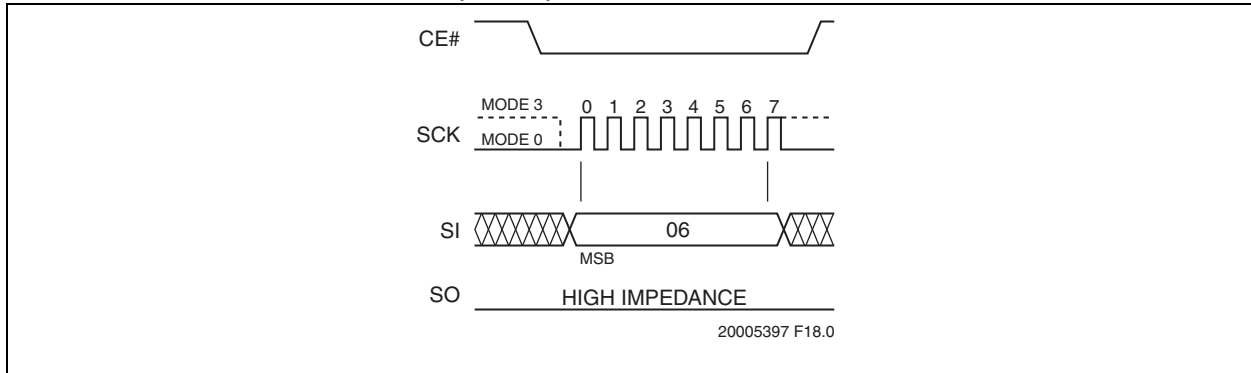 CE#
MODE 3 0 1 2 3 4 5 6 7
SCK MODE 0
SI 06
MSB
SO HIGH IMPEDANCE
20005397 F18.0